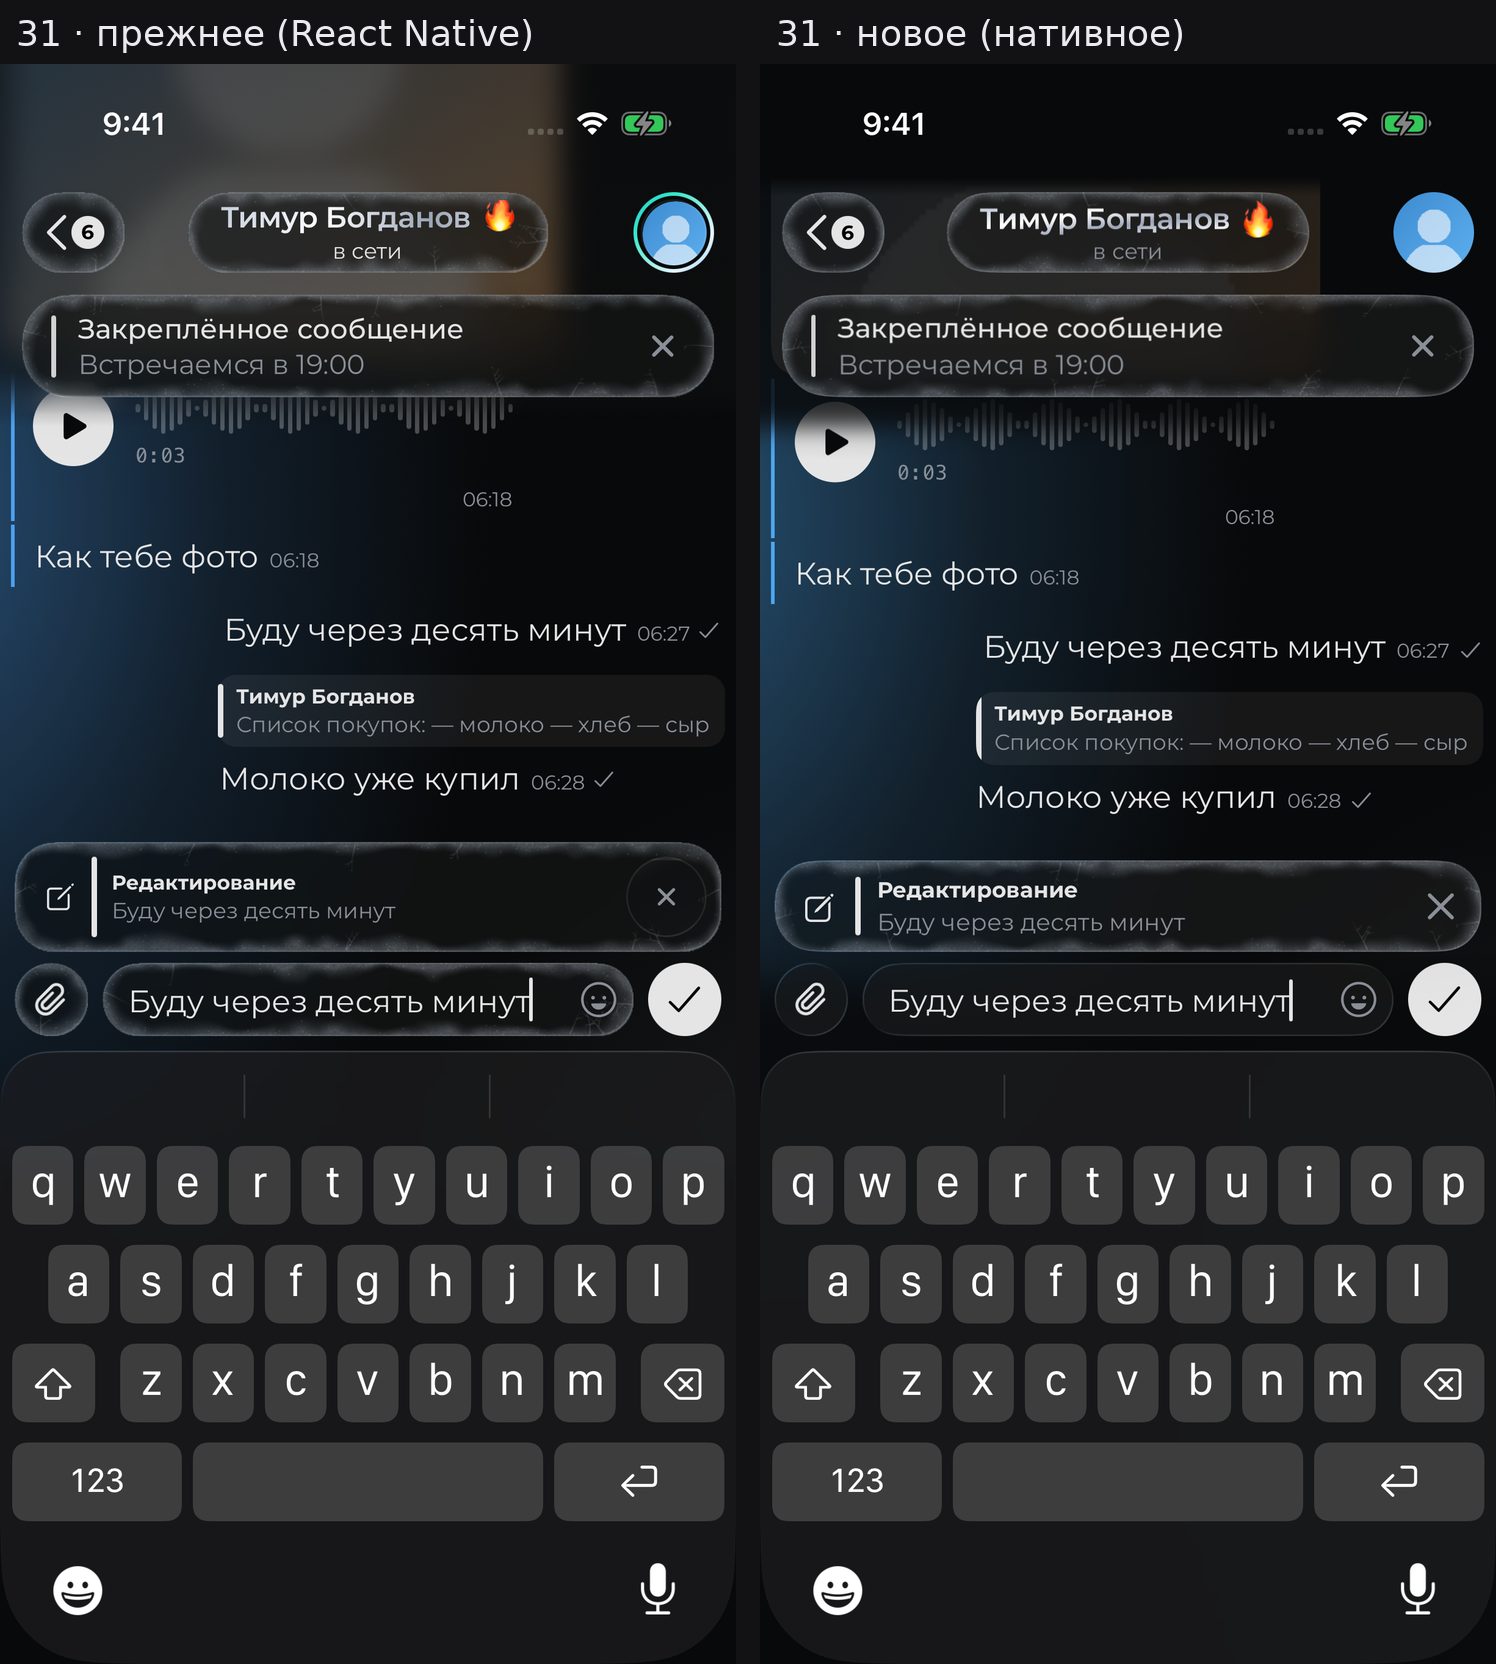 31 · прежнее (React Native)
9:41
6
Тимур Богданов 🔥
в сети
Закреплённое сообщение
Встречаемся в 19:00
0:03
06:18
Как тебе фото 06:18
Буду через десять минут 06:27
Тимур Богданов
Список покупок: — молоко — хлеб — сыр
Молоко уже купил 06:28
Редактирование
Буду через десять минут
Буду через десять минут
q w e r t y u i o p
a s d f g h j k l
z x c v b n m
123
31 · новое (нативное)
9:41
6
Тимур Богданов 🔥
в сети
Закреплённое сообщение
Встречаемся в 19:00
0:03
06:18
Как тебе фото 06:18
Буду через десять минут 06:27
Тимур Богданов
Список покупок: — молоко — хлеб — сыр
Молоко уже купил 06:28
Редактирование
Буду через десять минут
Буду через десять минут
q w e r t y u i o p
a s d f g h j k l
z x c v b n m
123